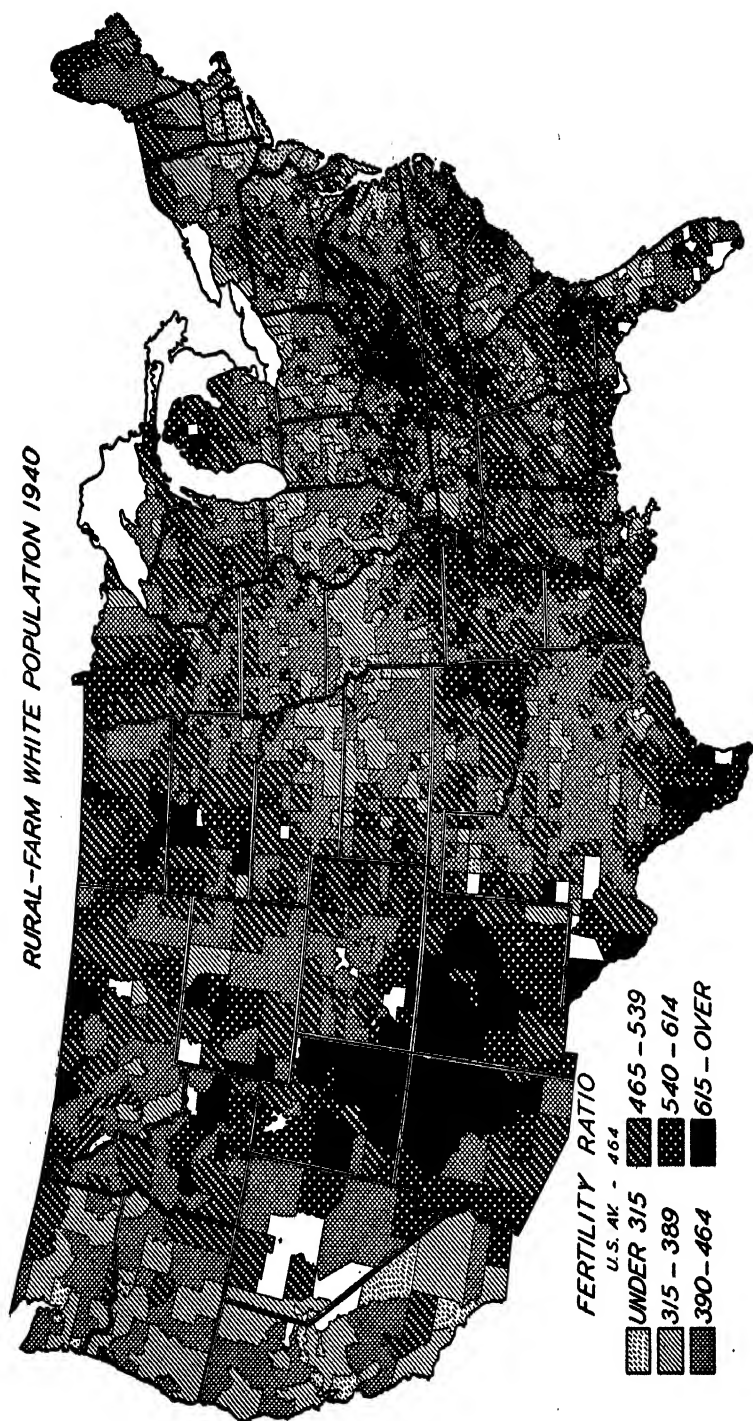 RURAL-FARM WHITE POPULATION 1940
FERTILITY RATIO
U.S. AV. - 464
UNDER 315
315 - 389
390 - 464
465 - 539
540 - 614
615 - OVER